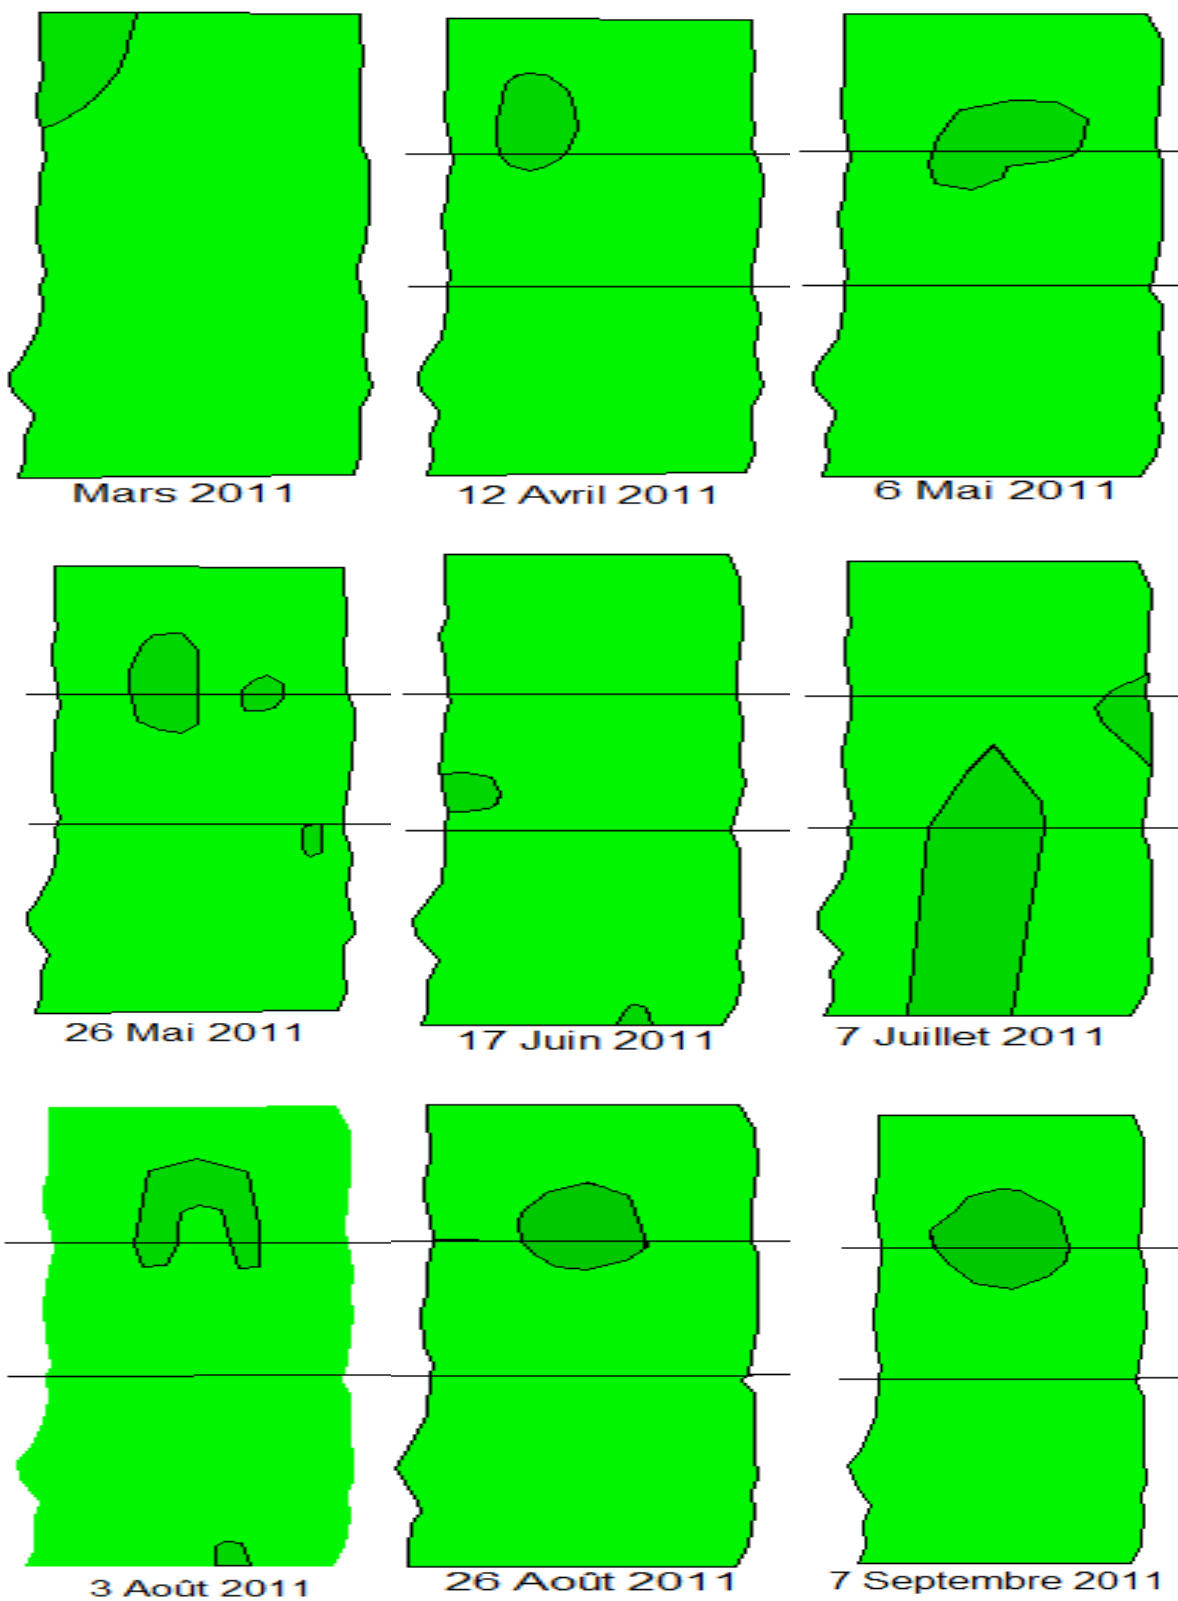 Mars 2011
12 Avril 2011
6 Mai 2011
26 Mai 2011
17 Juin 2011
7 Juillet 2011
3 Août 2011
26 Août 2011
7 Septembre 2011